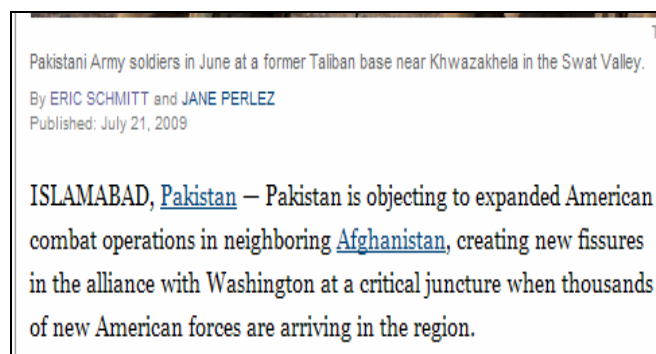 Pakistani Army soldiers in June at a former Taliban base near Khwazakhela in the Swat Valley.
By ERIC SCHMITT and JANE PERLEZ
Published: July 21, 2009
ISLAMABAD, Pakistan — Pakistan is objecting to expanded American
combat operations in neighboring Afghanistan, creating new fissures
in the alliance with Washington at a critical juncture when thousands
of new American forces are arriving in the region.